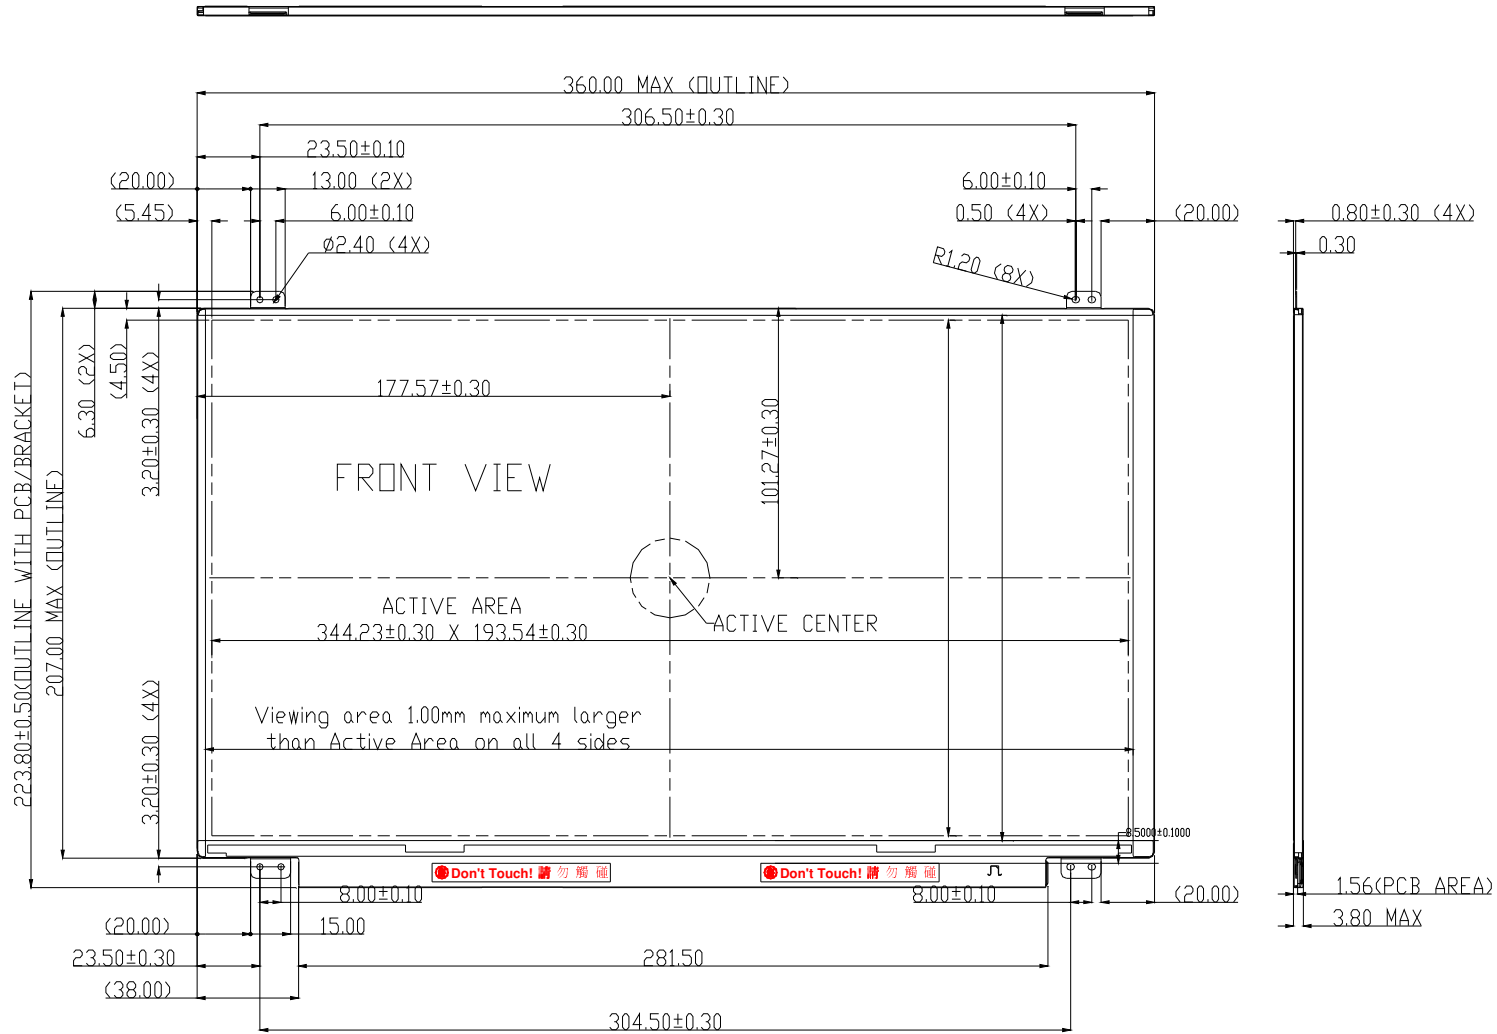 360.00 MAX (OUTLINE)
306.50±0.30
23.50±0.10
(20.00)
13.00 (2X)
6.00±0.10
(5.45)
6.00±0.10
0.50 (4X)
(20.00)
0.80±0.30 (4X)
Ø2.40 (4X)
R1.20 (8X)
0.30
223.80±0.50(OUTLINE WITH PCB/BRACKET)
207.00 MAX (OUTLINE)
6.30 (2X)
(4.50)
3.20±0.30 (4X)
177.57±0.30
101.27±0.30
FRONT VIEW
ACTIVE AREA
344.23±0.30 X 193.54±0.30
ACTIVE CENTER
Viewing area 1.00mm maximum larger
than Active Area on all 4 sides
3.20±0.30 (4X)
8.5000±0.1000
Don't Touch! 請勿觸碰
Don't Touch! 請勿觸碰
8.00±0.10
8.00±0.10
(20.00)
1.56(PCB AREA)
3.80 MAX
(20.00)
15.00
23.50±0.30
281.50
(38.00)
304.50±0.30